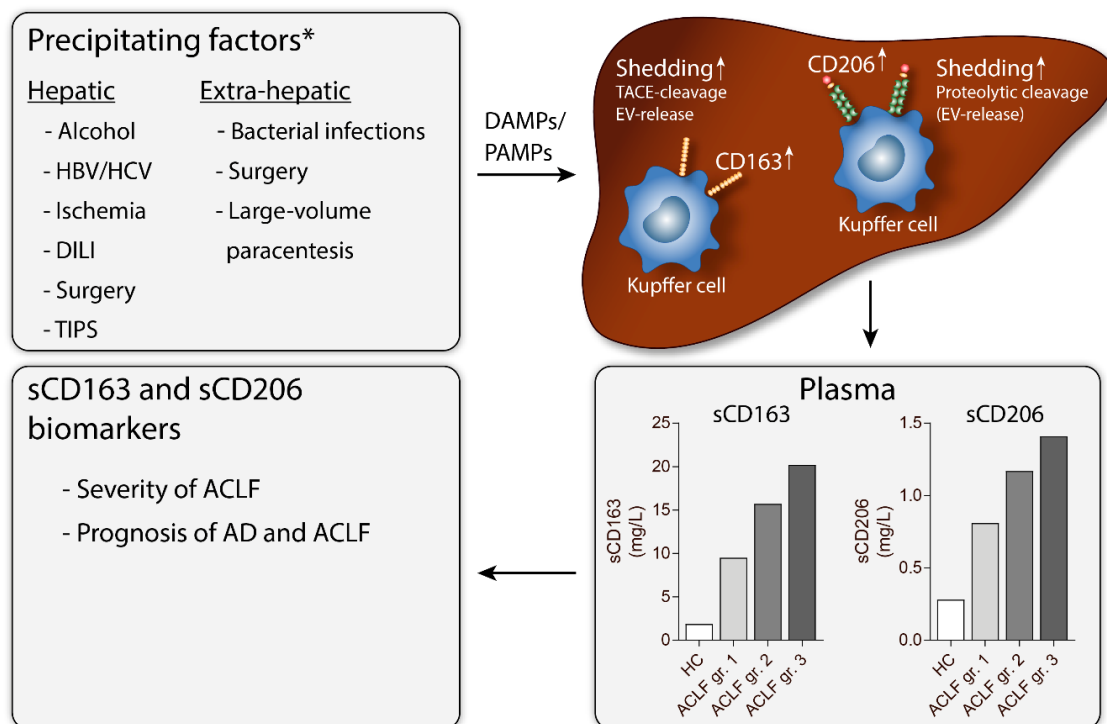 Precipitating factors*
Hepatic
- Alcohol
- HBV/HCV
- Ischemia
- DILI
- Surgery
- TIPS
Extra-hepatic
- Bacterial infections
- Surgery
- Large-volume
paracentesis
DAMPs/
PAMPs
Shedding↑
TACE-cleavage
EV-release
CD163↑
Kupffer cell
CD206↑
Shedding↑
Proteolytic cleavage
(EV-release)
Kupffer cell
Plasma
sCD163
sCD163
(mg/L)
25
20
15
10
5
0
HC
ACLF gr. 1
ACLF gr. 2
ACLF gr. 3
sCD206
sCD206
(mg/L)
1.5
1.0
0.5
0.0
HC
ACLF gr. 1
ACLF gr. 2
ACLF gr. 3
sCD163 and sCD206
biomarkers
- Severity of ACLF
- Prognosis of AD and ACLF